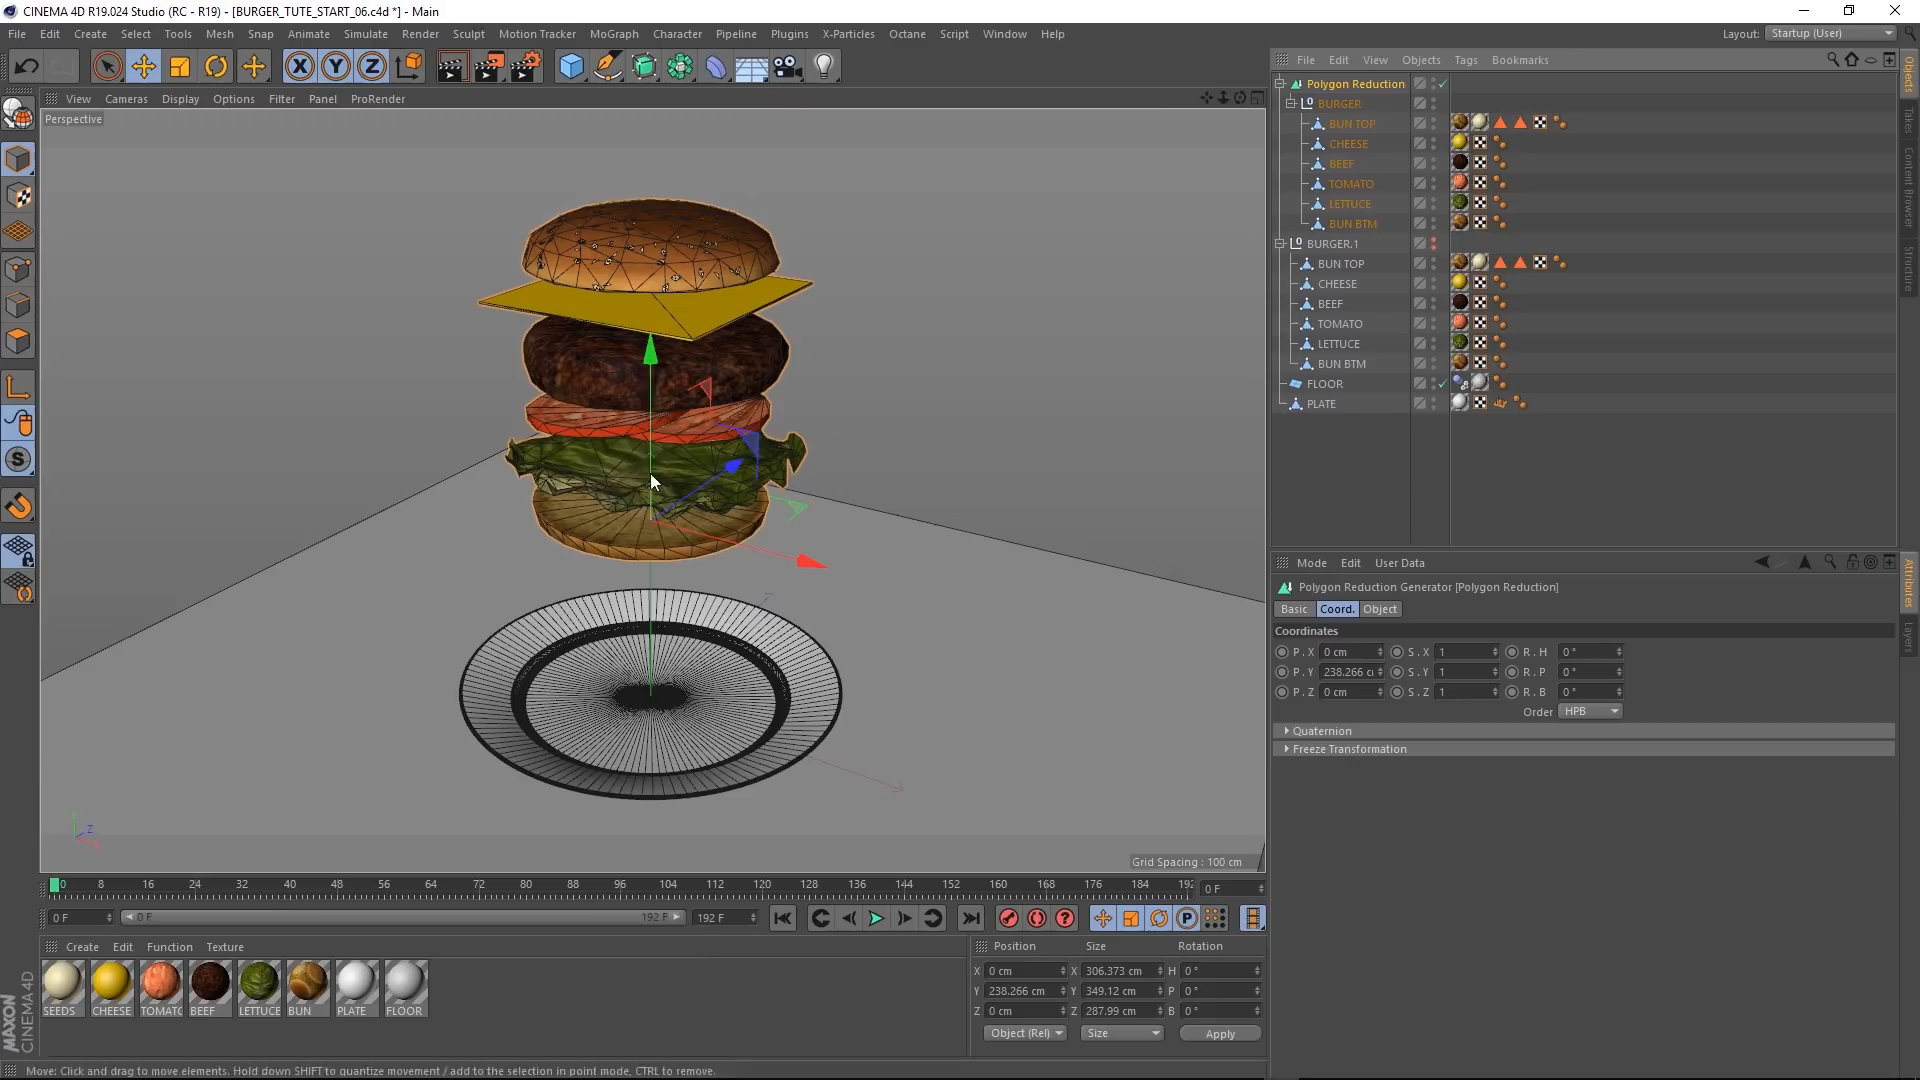 CINEMA 4D R19.024 Studio (RC - R19) - [BURGER_TUTE_START_06.c4d *] - Main
File Edit Create Select Tools Mesh Snap Animate Simulate Render Sculpt Motion Tracker MoGraph Character Pipeline Plugins X-Particles Octane Script Window Help
Layout: Startup (User)
File Edit View Objects Tags Bookmarks
View Cameras Display Options Filter Panel ProRender
Perspective
Polygon Reduction
BURGER
BUN TOP
CHEESE
BEEF
TOMATO
LETTUCE
BUN BTM
BURGER.1
BUN TOP
CHEESE
BEEF
TOMATO
LETTUCE
BUN BTM
FLOOR
PLATE
Objects
Takes
Content Browser
Structure
Mode Edit User Data
Polygon Reduction Generator [Polygon Reduction]
Basic Coord. Object
Coordinates
P . X 0 cm S . X 1 R . H 0 °
P . Y 238.266 c S . Y 1 R . P 0 °
P . Z 0 cm S . Z 1 R . B 0 °
Order HPB
Quaternion
Freeze Transformation
Attributes
Layers
Y
Z
X
Grid Spacing : 100 cm
0 8 16 24 32 40 48 56 64 72 80 88 96 104 112 120 128 136 144 152 160 168 176 184 192
0 F
0 F 0 F 192 F 192 F
Create Edit Function Texture
SEEDS CHEESE TOMATO BEEF LETTUCE BUN PLATE FLOOR
Position Size Rotation
X 0 cm X 306.373 cm H 0 °
Y 238.266 cm Y 349.12 cm P 0 °
Z 0 cm Z 287.99 cm B 0 °
Object (Rel) Size Apply
MAXON
CINEMA 4D
Move: Click and drag to move elements. Hold down SHIFT to quantize movement / add to the selection in point mode, CTRL to remove.